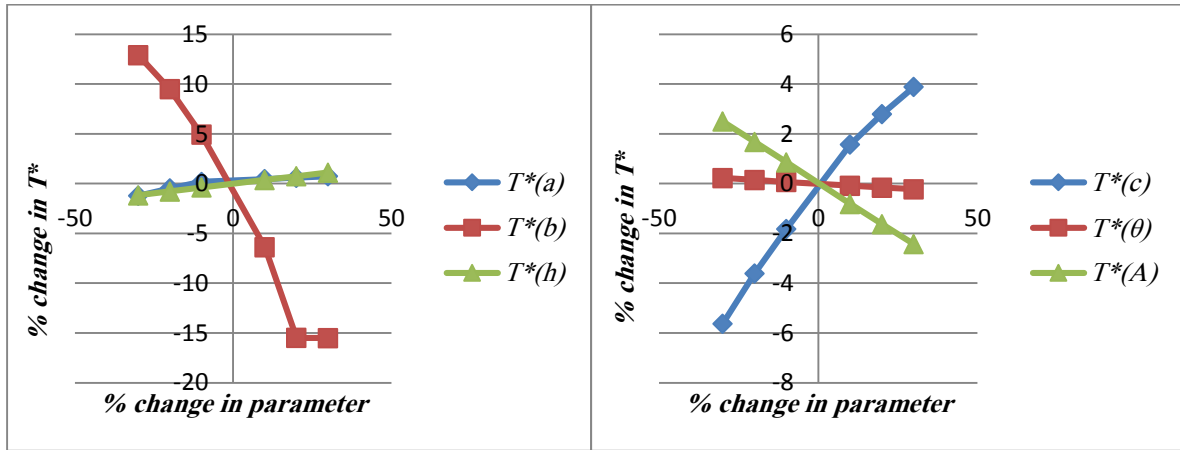 15
10
5
0
-5
-10
-15
-20
-50
0
50
% change in T*
% change in parameter
T*(a)
T*(b)
T*(h)
6
4
2
0
-2
-4
-6
-8
-50
0
50
% change in T*
% change in parameter
T*(c)
T*(θ)
T*(A)